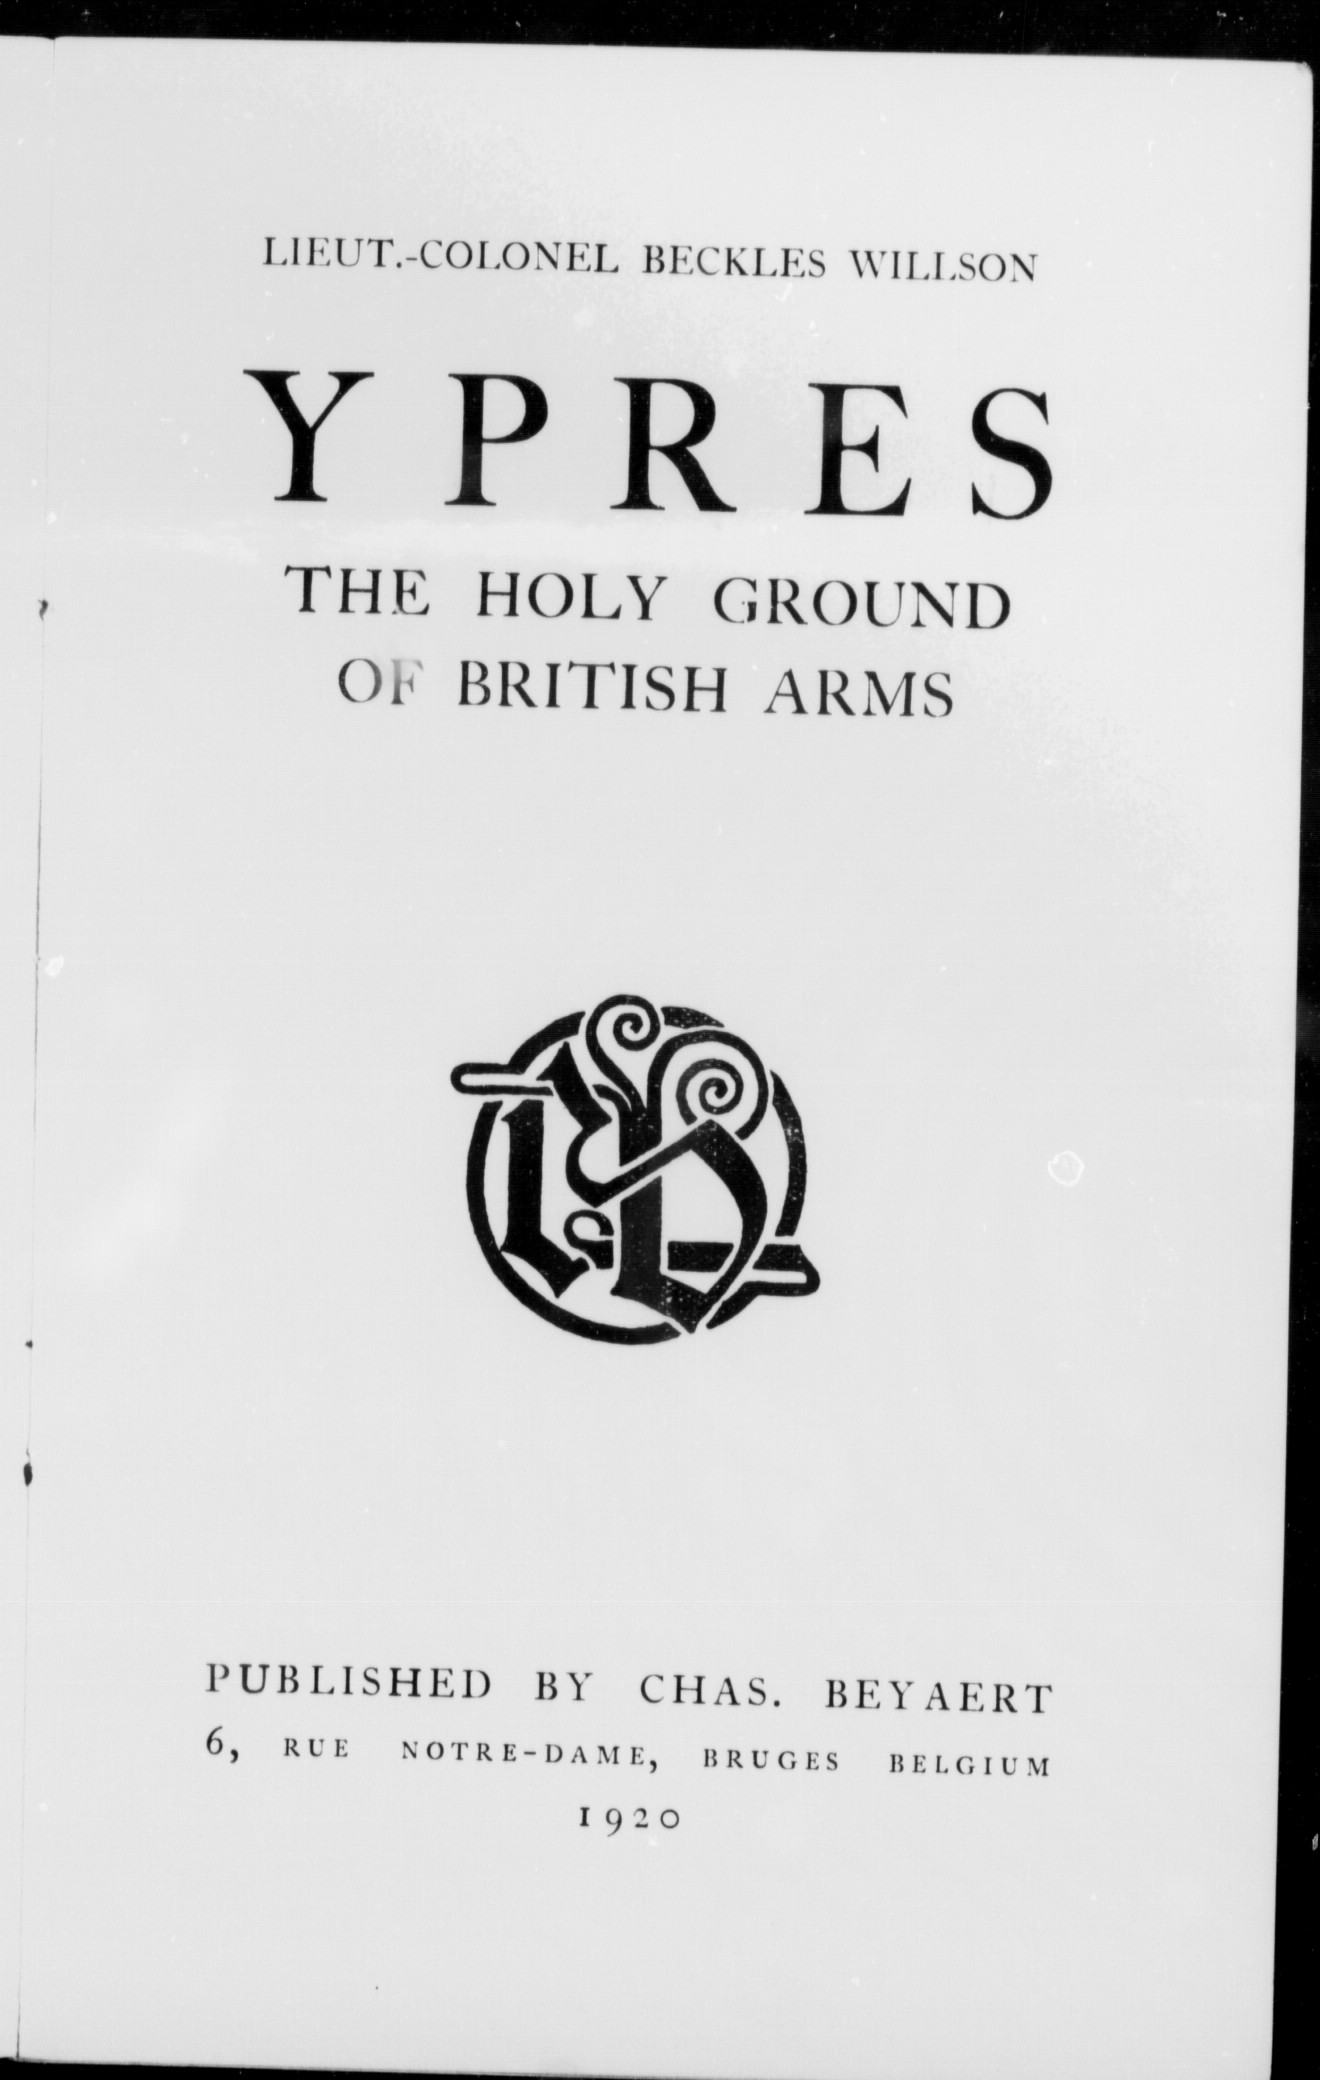 LIEUT.-COLONEL BECKLES WILLSON
YPRES
THE HOLY GROUND
OF BRITISH ARMS
PUBLISHED BY CHAS. BEYAERT
6, RUE NOTRE-DAME, BRUGES BELGIUM
1920